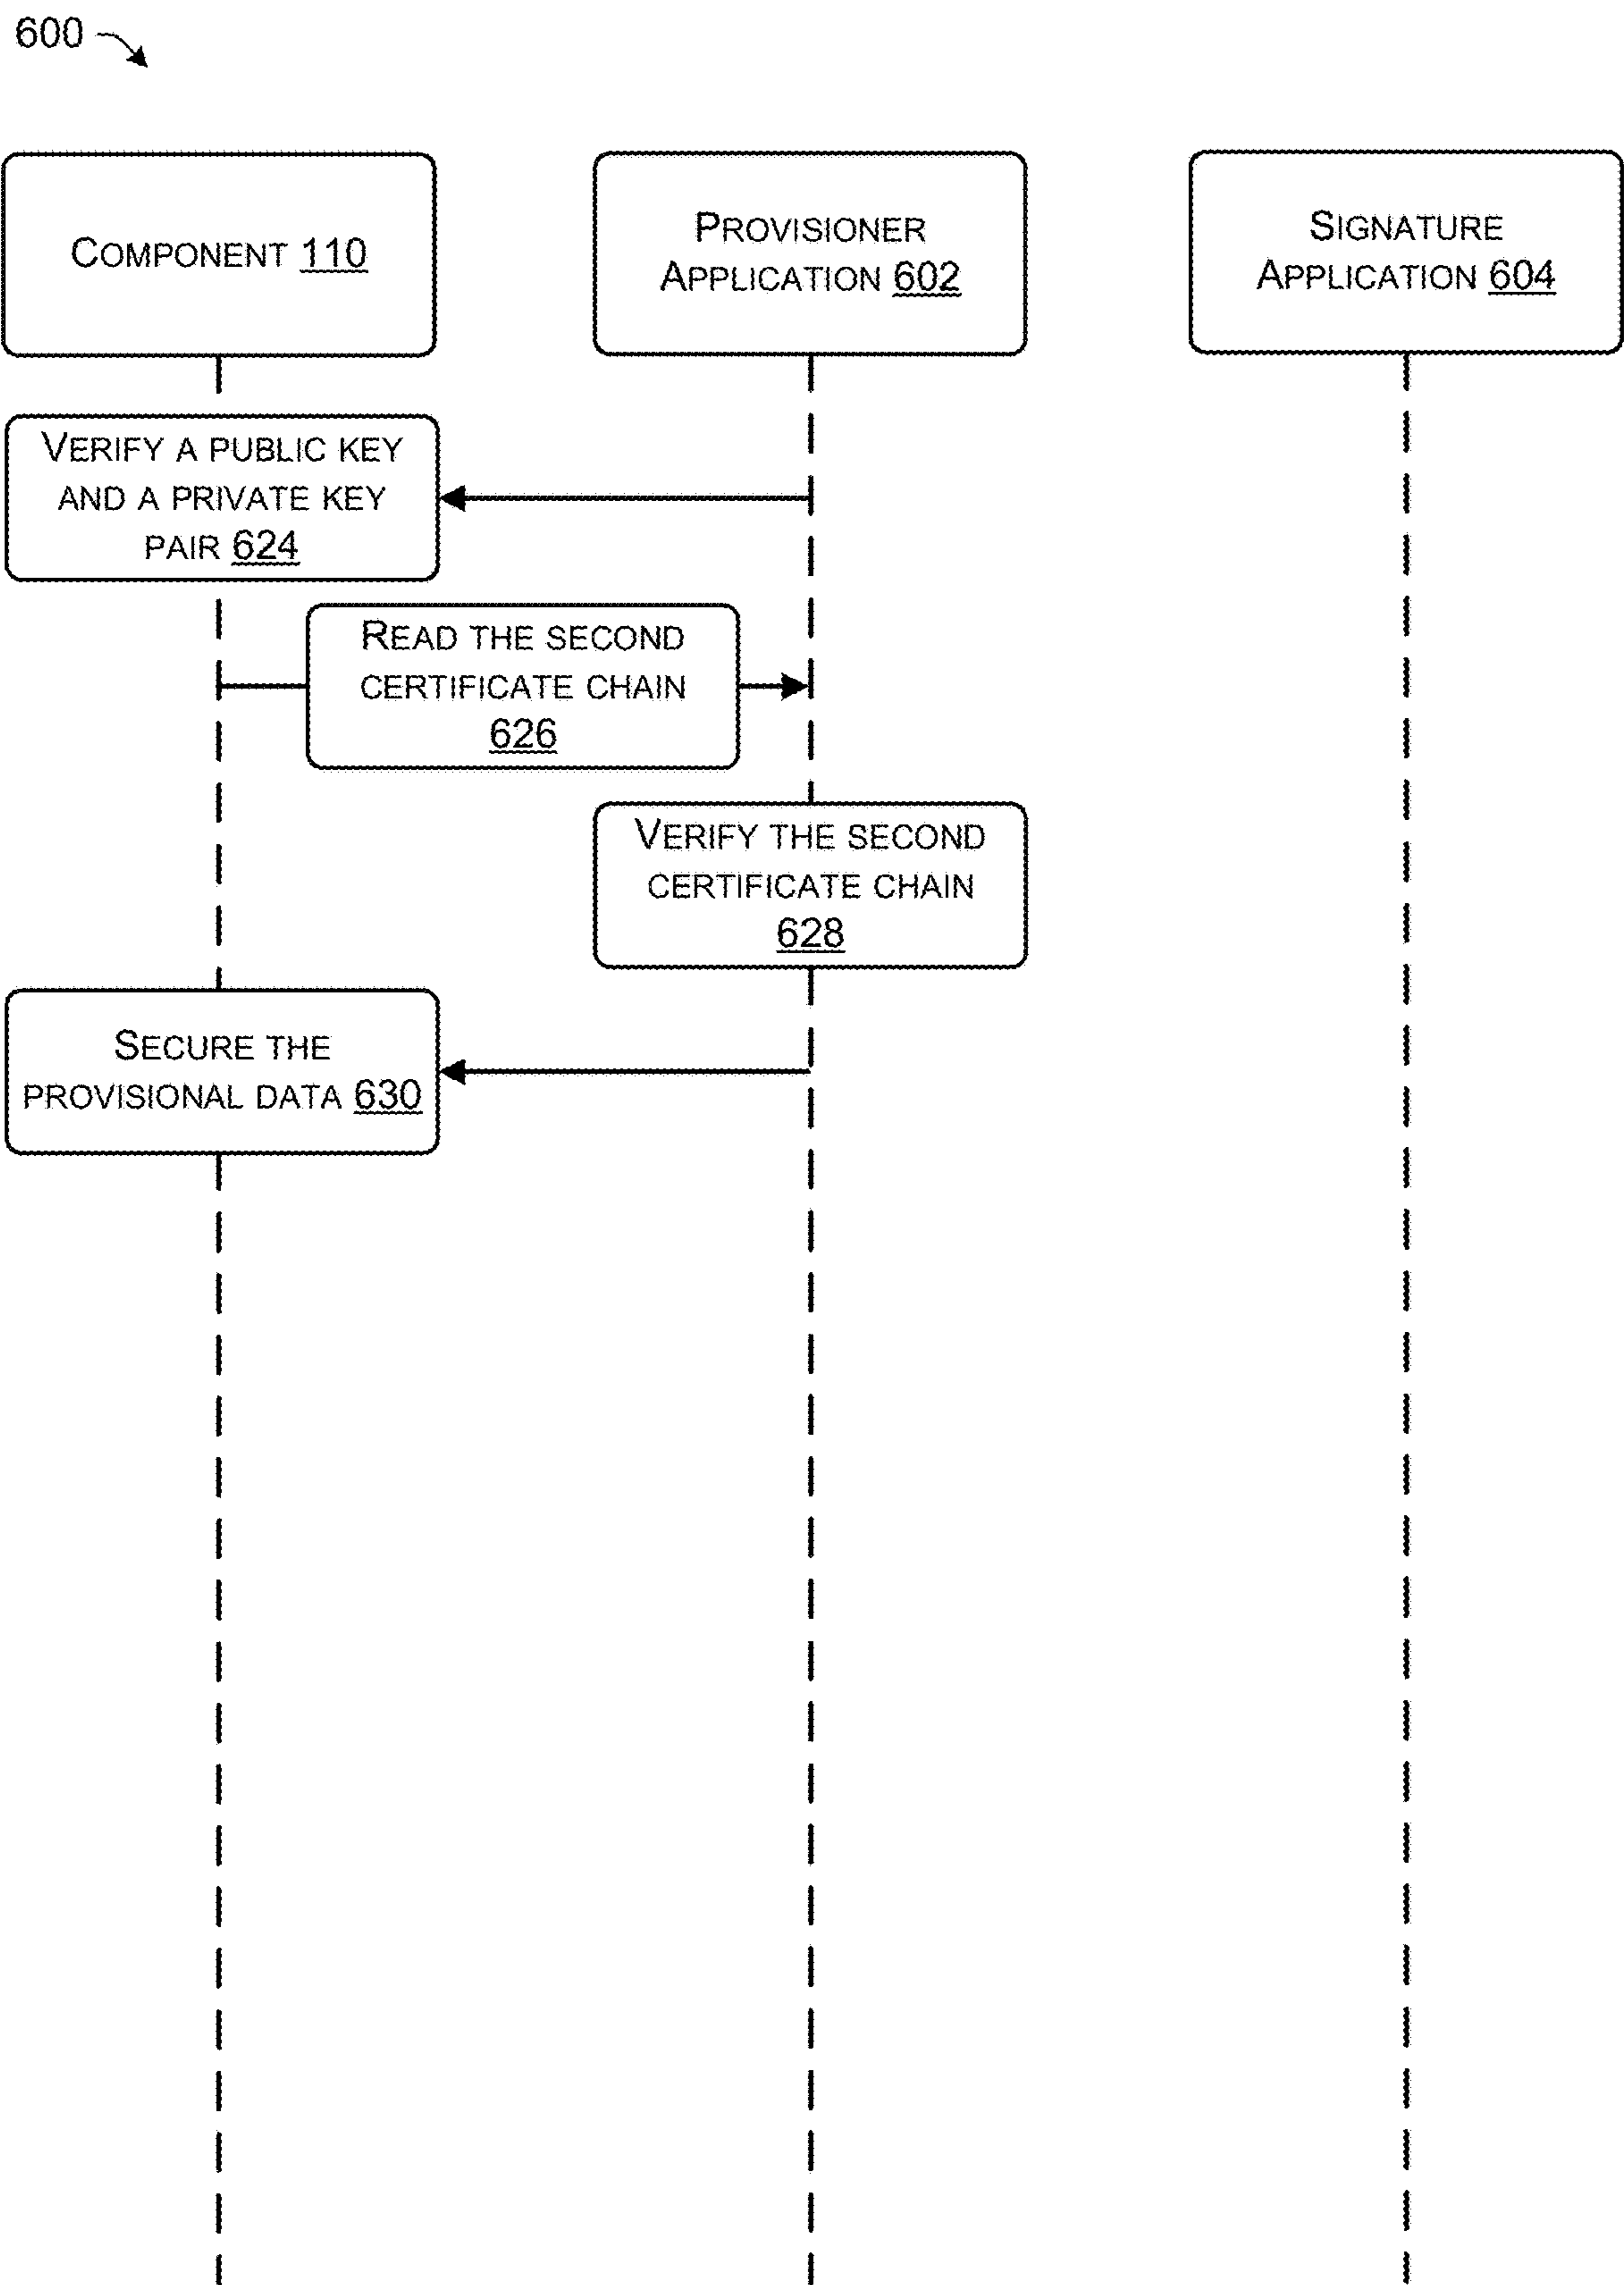 600
COMPONENT 110
PROVISIONER
APPLICATION 602
SIGNATURE
APPLICATION 604
VERIFY A PUBLIC KEY
AND A PRIVATE KEY
PAIR 624
READ THE SECOND
CERTIFICATE CHAIN
626
VERIFY THE SECOND
CERTIFICATE CHAIN
628
SECURE THE
PROVISIONAL DATA 630